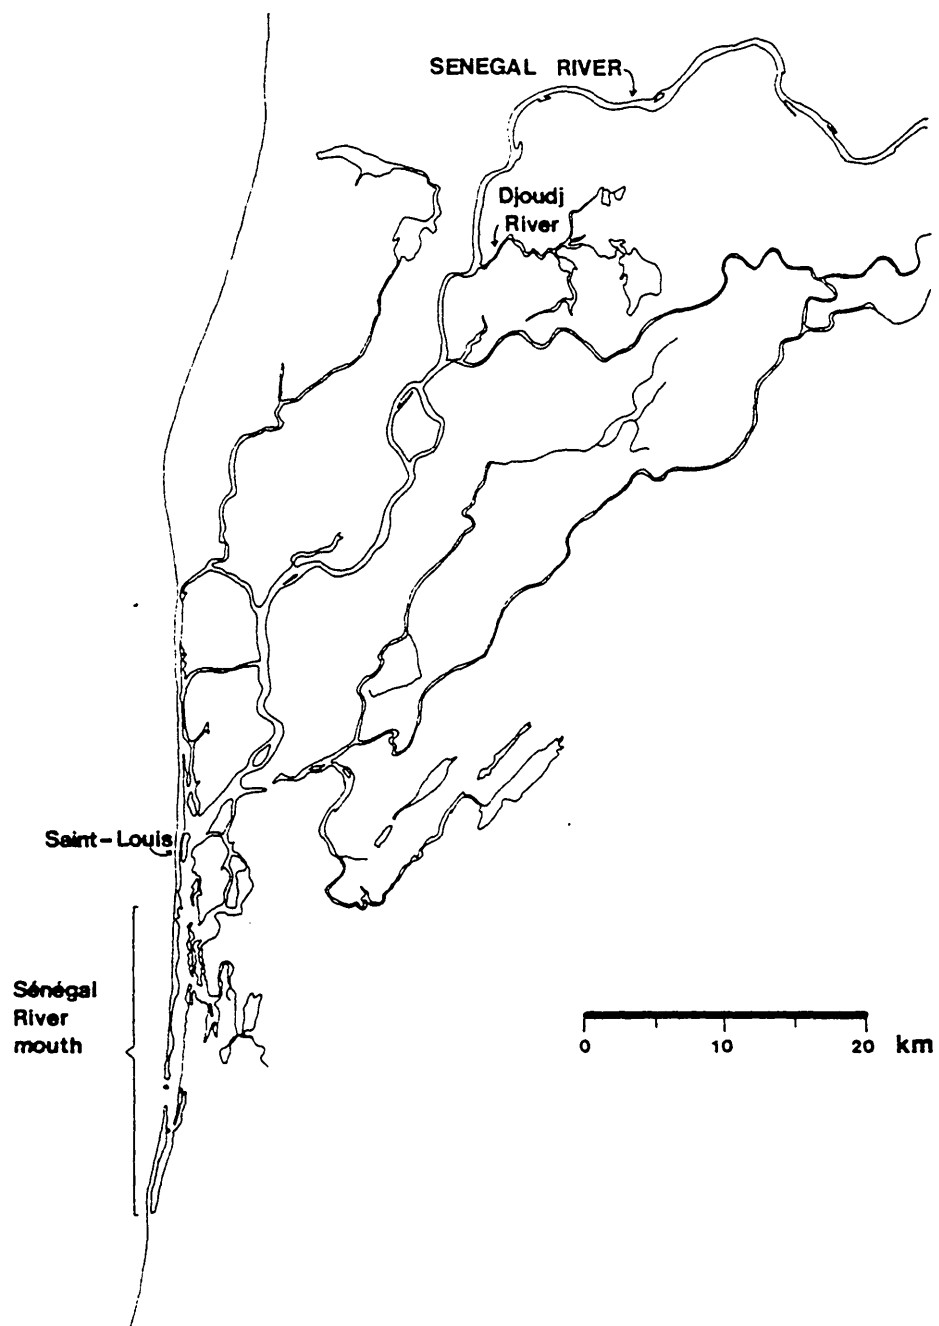 SENEGAL RIVER
Djoudj
River
Saint-Louis
Sénégal
River
mouth
0 10 20 km